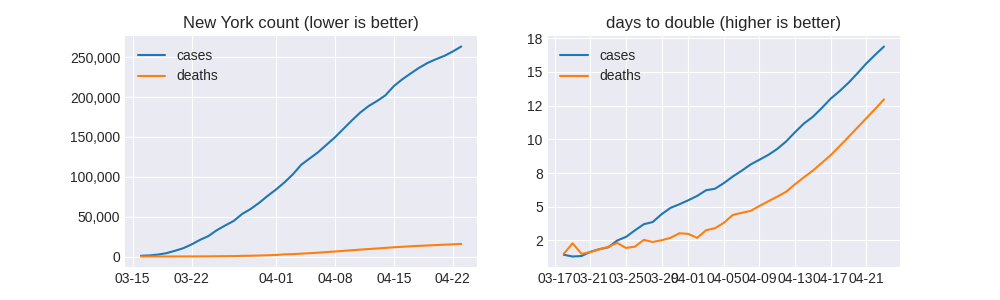 New York count (lower is better)
cases
deaths
250,000
200,000
150,000
100,000
50,000
0
03-15 03-22 04-01 04-08 04-15 04-22
days to double (higher is better)
cases
deaths
18
15
12
10
8
5
2
03-17 03-21 03-25 03-29 04-01 04-05 04-09 04-13 04-17 04-21